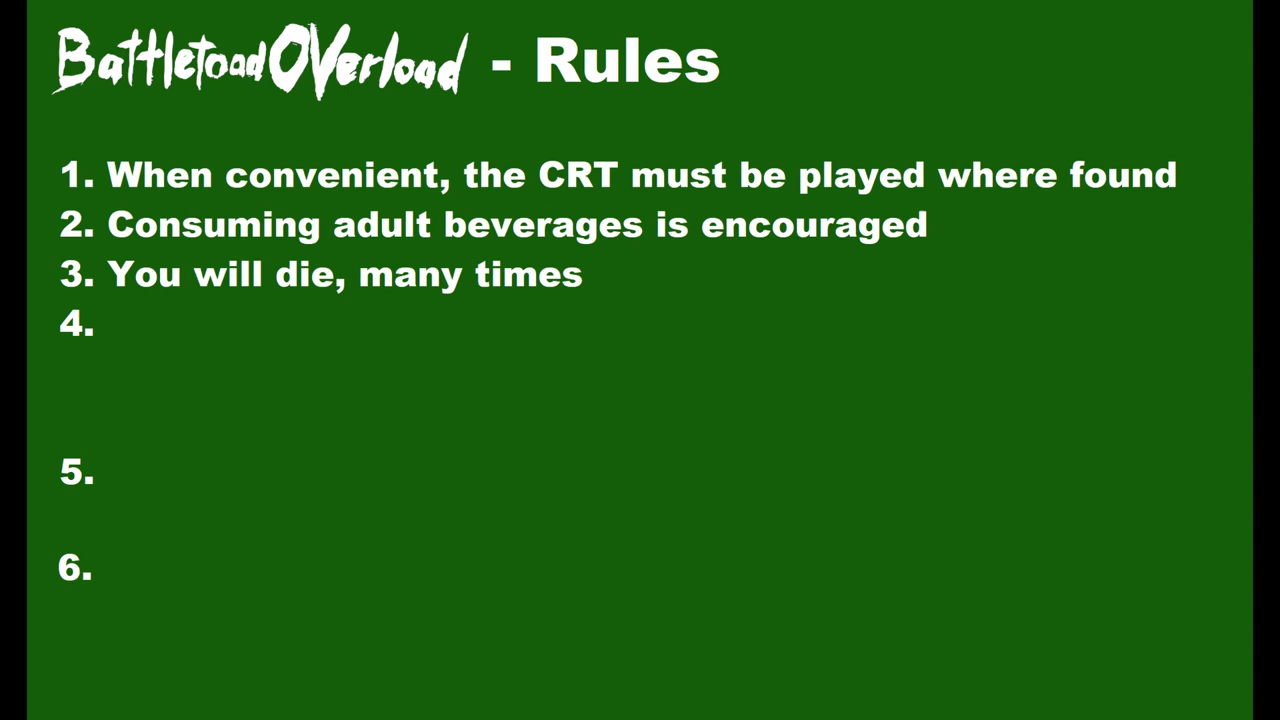 BattletoadOVerload - Rules
1. When convenient, the CRT must be played where found
2. Consuming adult beverages is encouraged
3. You will die, many times
4.
5.
6.